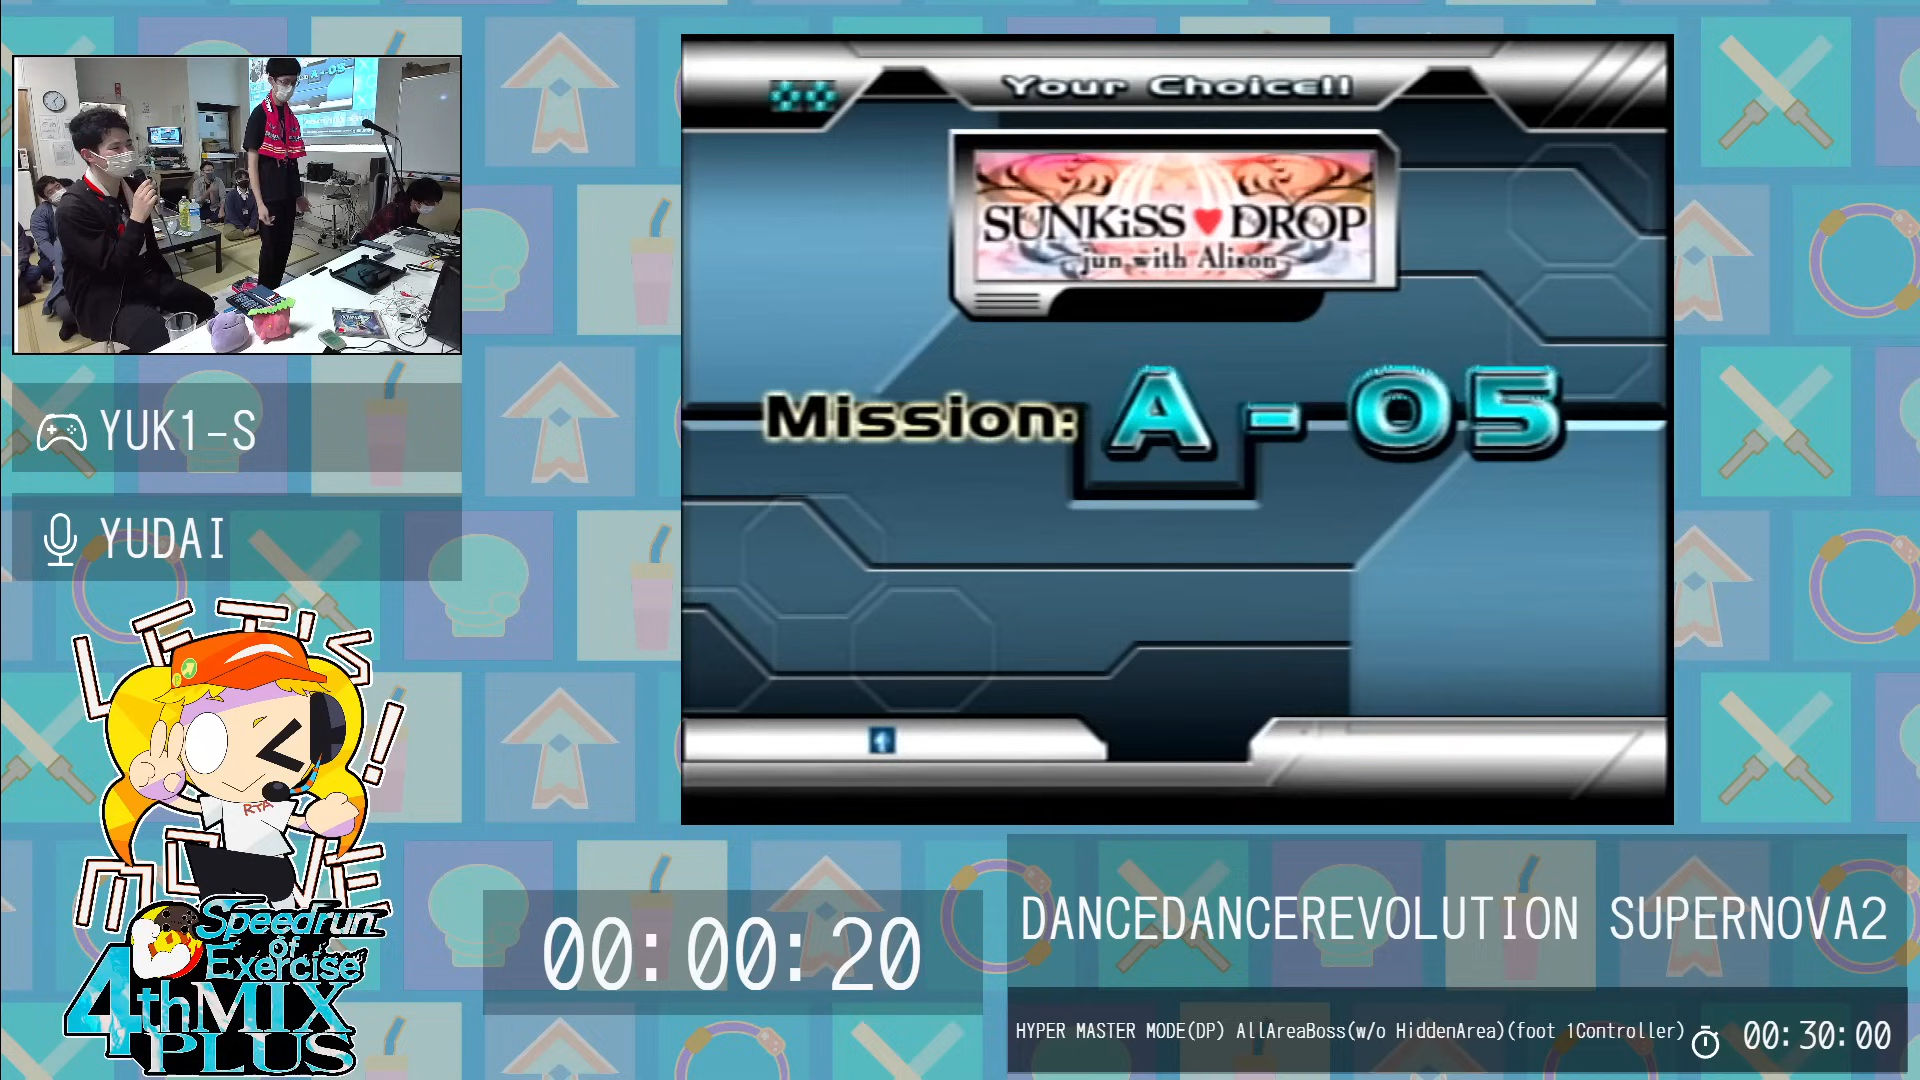 A-05
YUK1-S
YUDAI
LET'S
MOVE!
RTA
Speedrun
of
Exercise
4thMIX
PLUS
Your Choice!!
SUNKiSS♥DROP
jun with Alison
Mission: A-05
00:00:20
DANCEDANCEREVOLUTION SUPERNOVA2
HYPER MASTER MODE(DP) AllAreaBoss(w/o HiddenArea)(foot 1Controller)
00:30:00